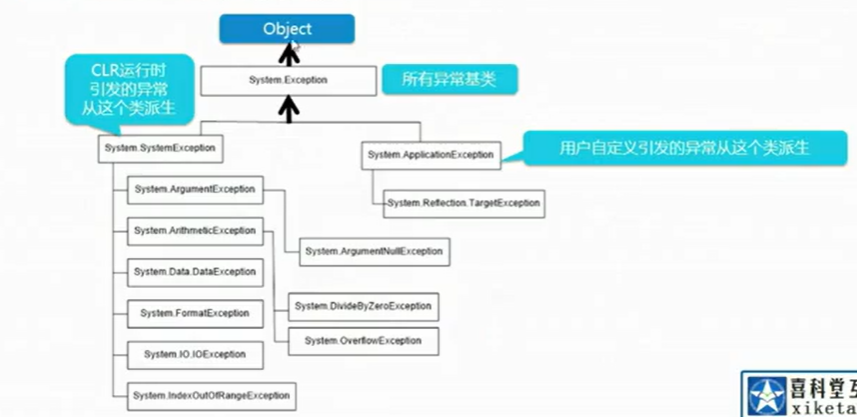 Object
CLR运行时
引发的异常
从这个类派生
System.Exception
所有异常基类
System.SystemException
System.ApplicationException
用户自定义引发的异常从这个类派生
System.ArgumentException
System.Reflection.TargetException
System.ArithmeticException
System.ArgumentNullException
System.Data.DataException
System.FormatException
System.DivideByZeroException
System.OverflowException
System.IO.IOException
System.IndexOutOfRangeException
喜科堂互
xiketa